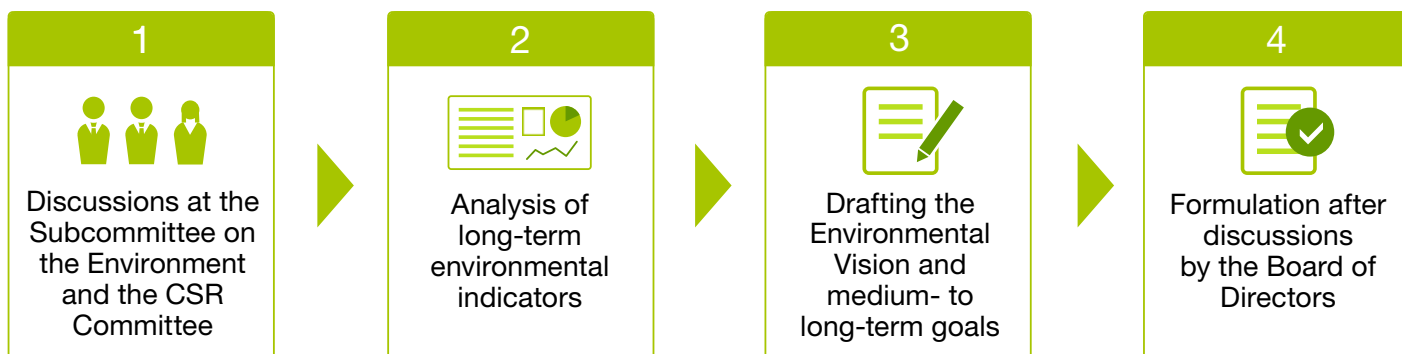 1
Discussions at the
Subcommittee on
the Environment
and the CSR
Committee
2
Analysis of
long-term
environmental
indicators
3
Drafting the
Environmental
Vision and
medium- to
long-term goals
4
Formulation after
discussions
by the Board of
Directors